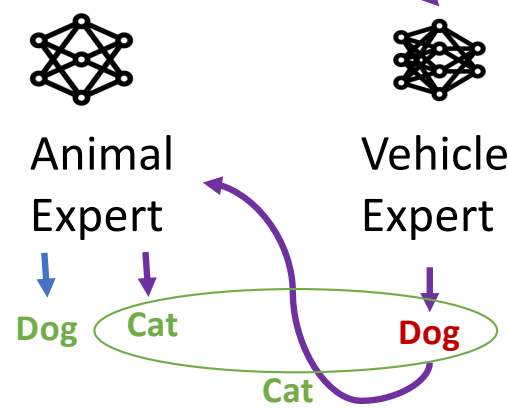 Animal
Expert
Vehicle
Expert
Dog
Cat
Dog
Cat